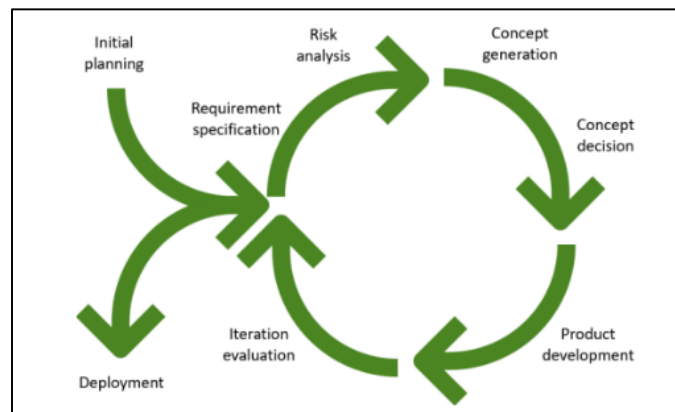 Initial
planning
Risk
analysis
Concept
generation
Requirement
specification
Concept
decision
Iteration
evaluation
Product
development
Deployment